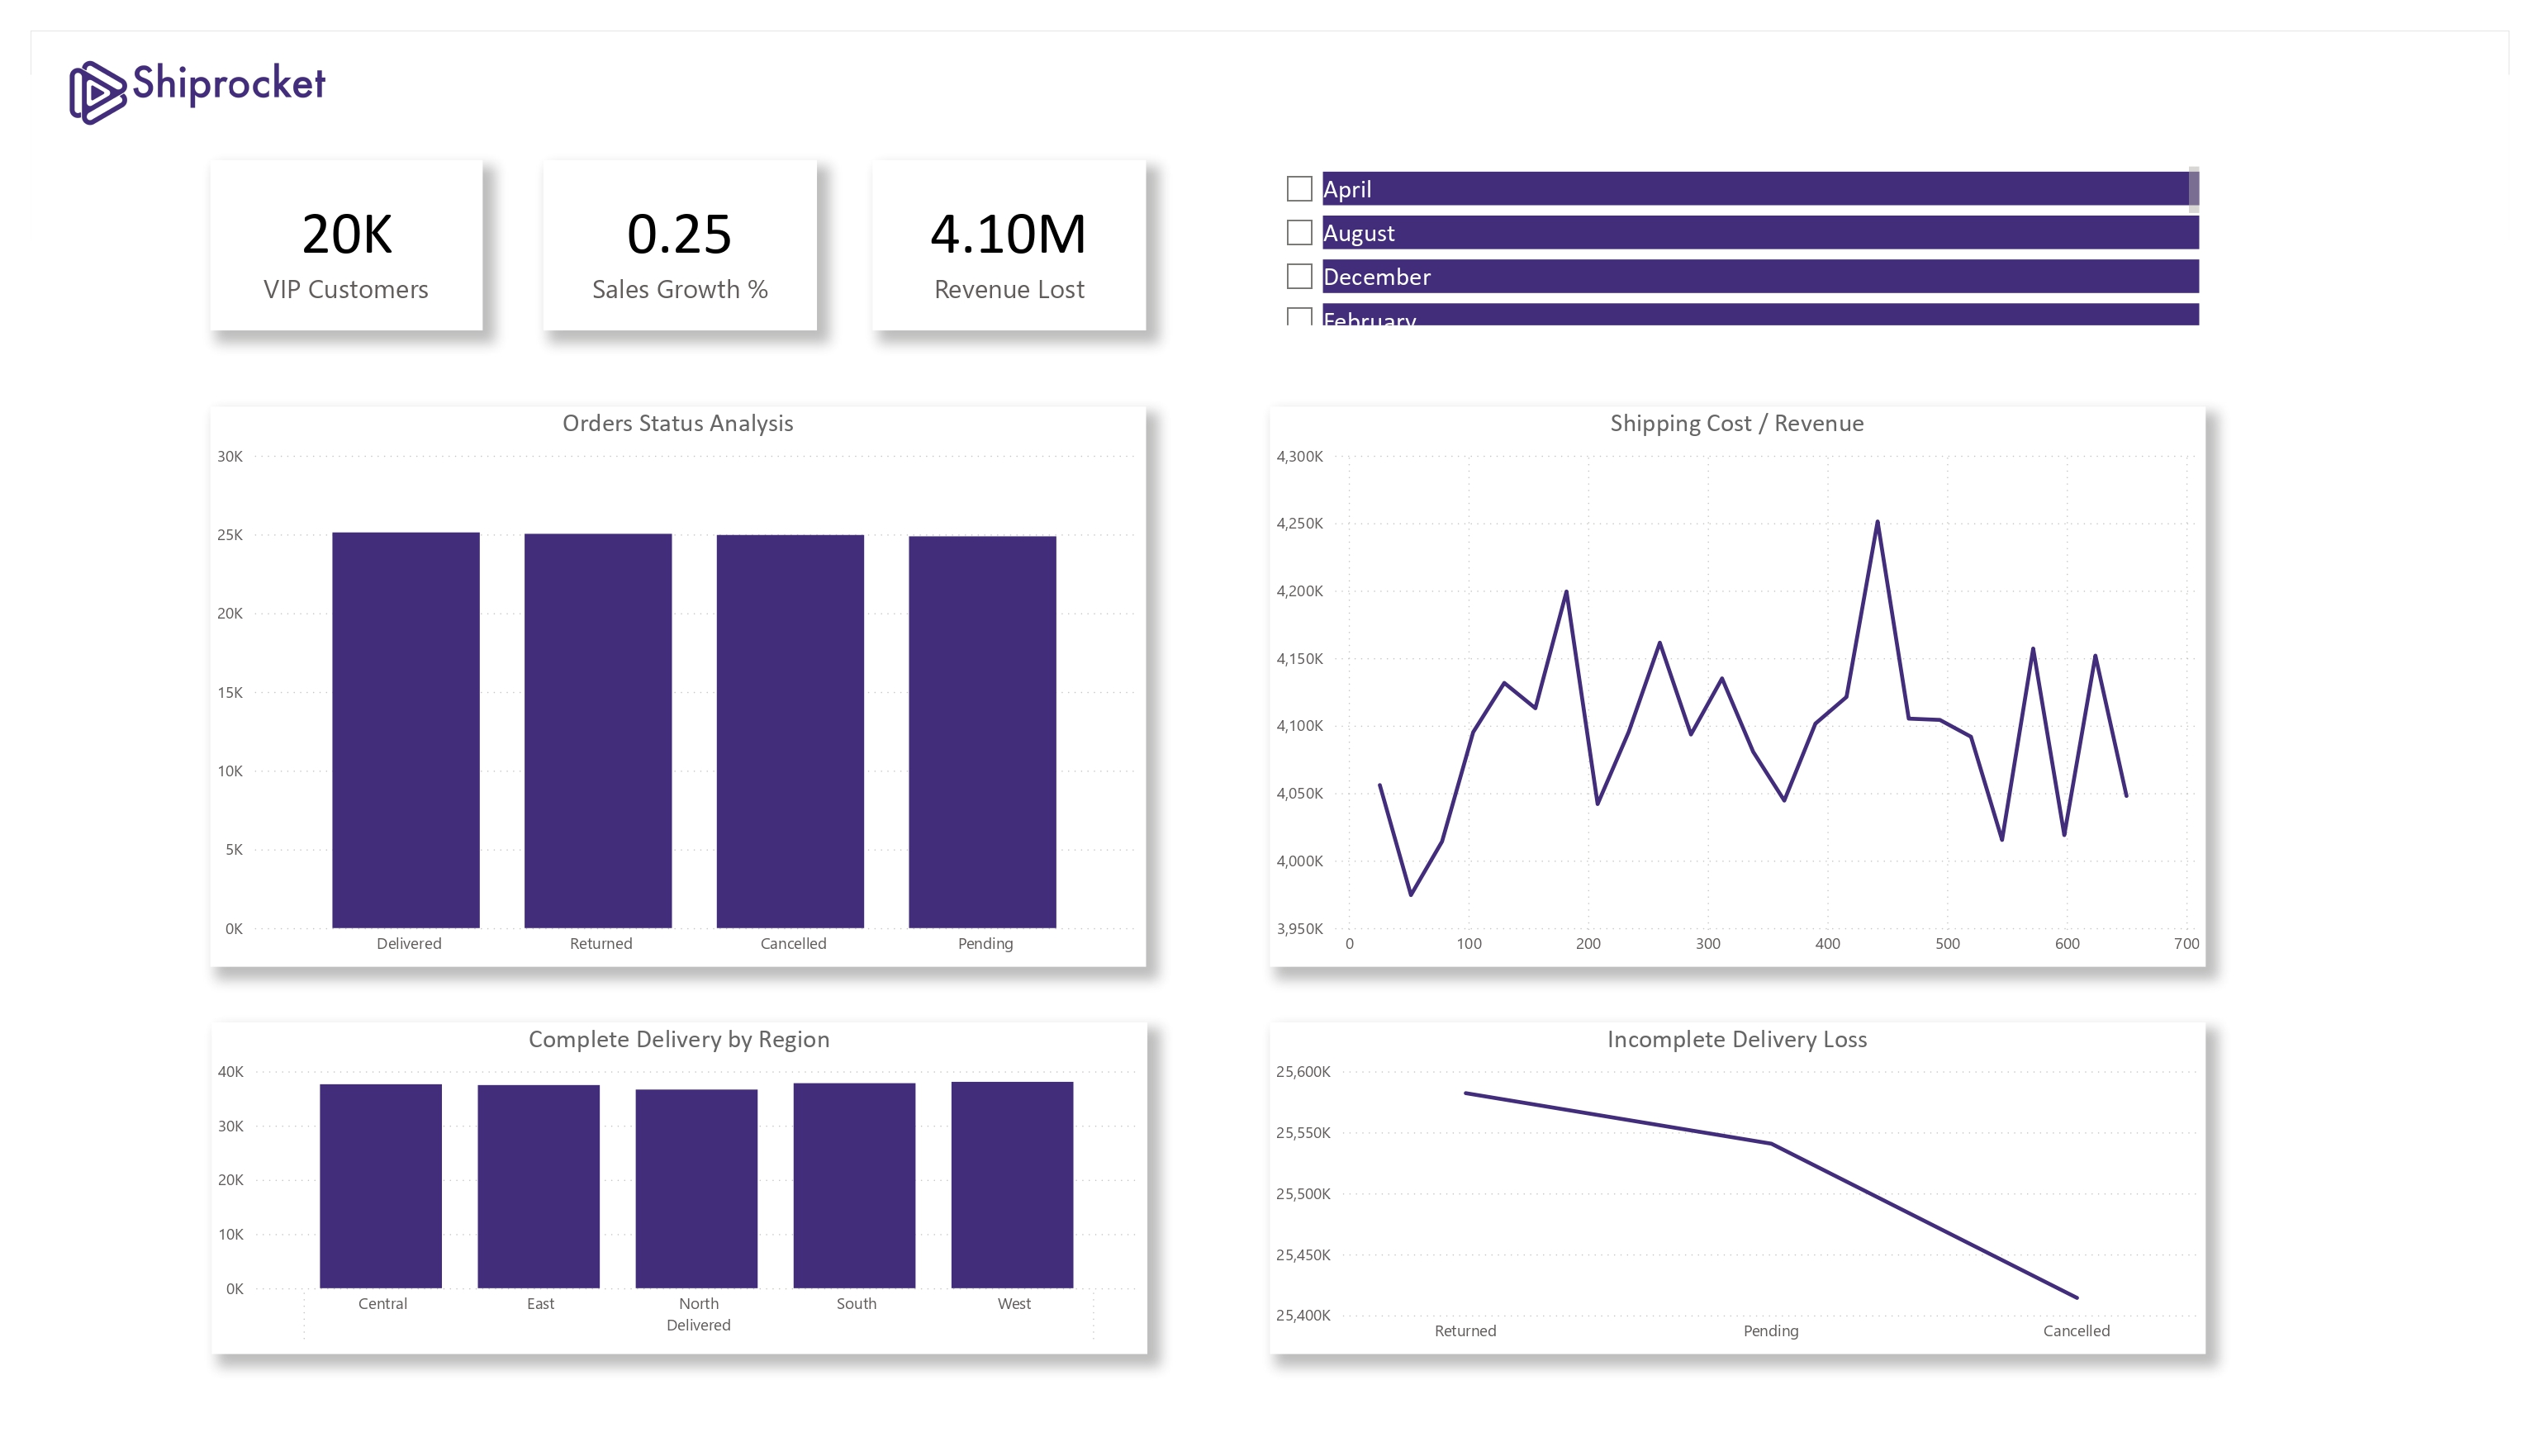 Shiprocket
20K
VIP Customers
0.25
Sales Growth %
4.10M
Revenue Lost
April
August
December
February
Orders Status Analysis
30K
25K
20K
15K
10K
5K
0K
Delivered Returned Cancelled Pending
Shipping Cost / Revenue
4,300K
4,250K
4,200K
4,150K
4,100K
4,050K
4,000K
3,950K
0 100 200 300 400 500 600 700
Complete Delivery by Region
40K
30K
20K
10K
0K
Central East North South West
Delivered
Incomplete Delivery Loss
25,600K
25,550K
25,500K
25,450K
25,400K
Returned Pending Cancelled